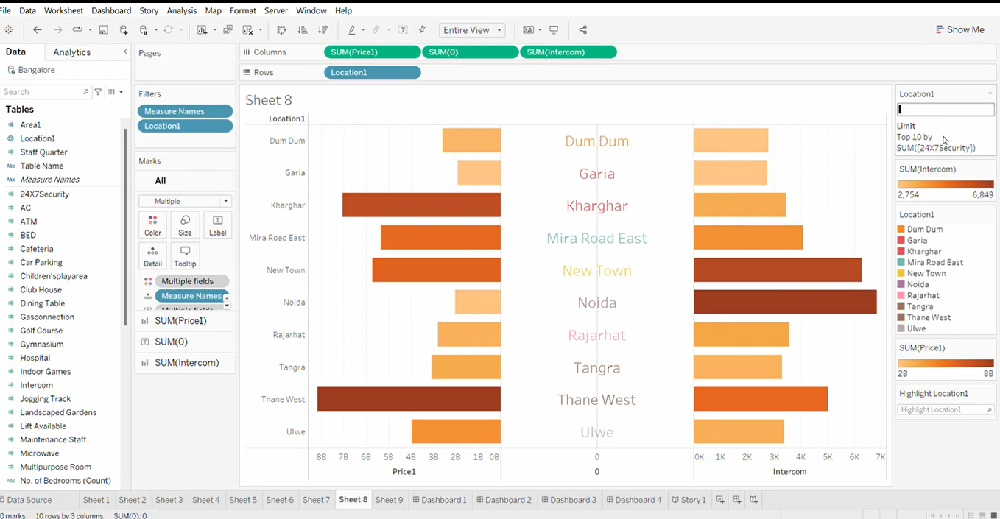 File Data Worksheet Dashboard Story Analysis Map Format Server Window Help
Entire View
Show Me
Data Analytics
Bangalore
Search
Tables
Area1
Location1
Staff Quarter
Abc Table Name
Abc Measure Names
24X7Security
AC
ATM
BED
Cafeteria
Car Parking
Children'splayarea
Club House
Dining Table
Gasconnection
Golf Course
Gymnasium
Hospital
Indoor Games
Intercom
Jogging Track
Landscaped Gardens
Lift Available
Maintenance Staff
Microwave
Multipurpose Room
Abc No. of Bedrooms (Count)
Pages
Filters
Measure Names
Location1
Marks
All
Multiple
Color Size Label
Detail Tooltip
Multiple fields
Measure Names
Multiple fields
SUM(Price1)
SUM(0)
SUM(Intercom)
Columns SUM(Price1) SUM(0) SUM(Intercom)
Rows Location1
Sheet 8
Location1
Dum Dum Dum Dum
Garia Garia
Kharghar Kharghar
Mira Road East Mira Road East
New Town New Town
Noida Noida
Rajarhat Rajarhat
Tangra Tangra
Thane West Thane West
Ulwe Ulwe
8B 7B 6B 5B 4B 3B 2B 1B 0B 0 0K 1K 2K 3K 4K 5K 6K 7K
Price1 0 Intercom
Location1
Limit
Top 10 by
SUM([24X7Security])
SUM(Intercom)
2,754 6,849
Location1
Dum Dum
Garia
Kharghar
Mira Road East
New Town
Noida
Rajarhat
Tangra
Thane West
Ulwe
SUM(Price1)
2B 8B
Highlight Location1
Highlight Location1
Data Source Sheet 1 Sheet 2 Sheet 3 Sheet 4 Sheet 5 Sheet 6 Sheet 7 Sheet 8 Sheet 9 Dashboard 1 Dashboard 2 Dashboard 3 Dashboard 4 Story 1
0 marks 10 rows by 3 columns SUM(0): 0